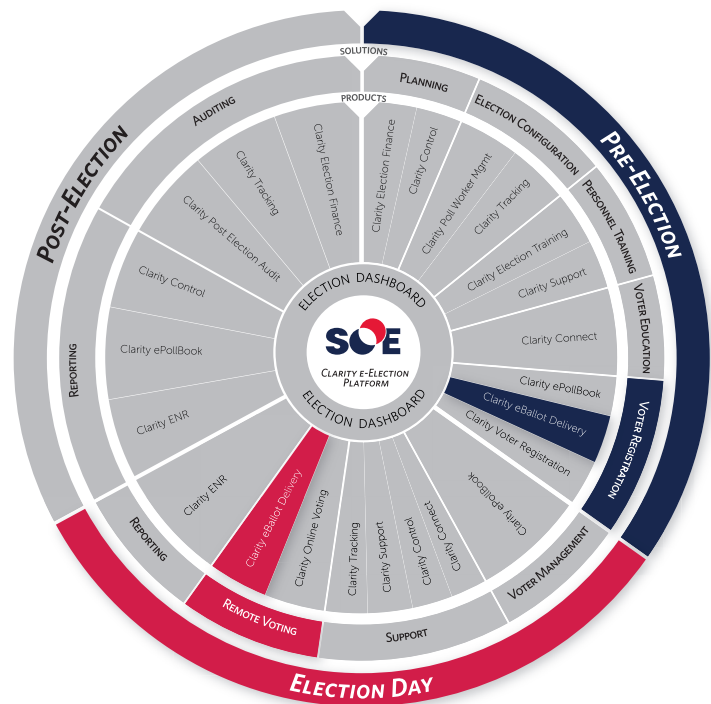 SOLUTIONS
PRODUCTS
PRE-ELECTION
PLANNING
Clarity Election Finance
Clarity Control
ELECTION CONFIGURATION
Clarity Poll Worker Mgmt
Clarity Tracking
PERSONNEL TRAINING
Clarity Election Training
Clarity Support
VOTER EDUCATION
Clarity Connect
VOTER REGISTRATION
Clarity ePollBook
Clarity eBallot Delivery
Clarity Voter Registration
ELECTION DAY
VOTER MANAGEMENT
Clarity ePollBook
SUPPORT
Clarity Connect
Clarity Control
Clarity Support
Clarity Tracking
REMOTE VOTING
Clarity Online Voting
Clarity eBallot Delivery
REPORTING
Clarity ENR
POST-ELECTION
REPORTING
Clarity ENR
Clarity ePollBook
Clarity Control
AUDITING
Clarity Post Election Audit
Clarity Tracking
Clarity Election Finance
ELECTION DASHBOARD
SOE
CLARITY E-ELECTION
PLATFORM
ELECTION DASHBOARD